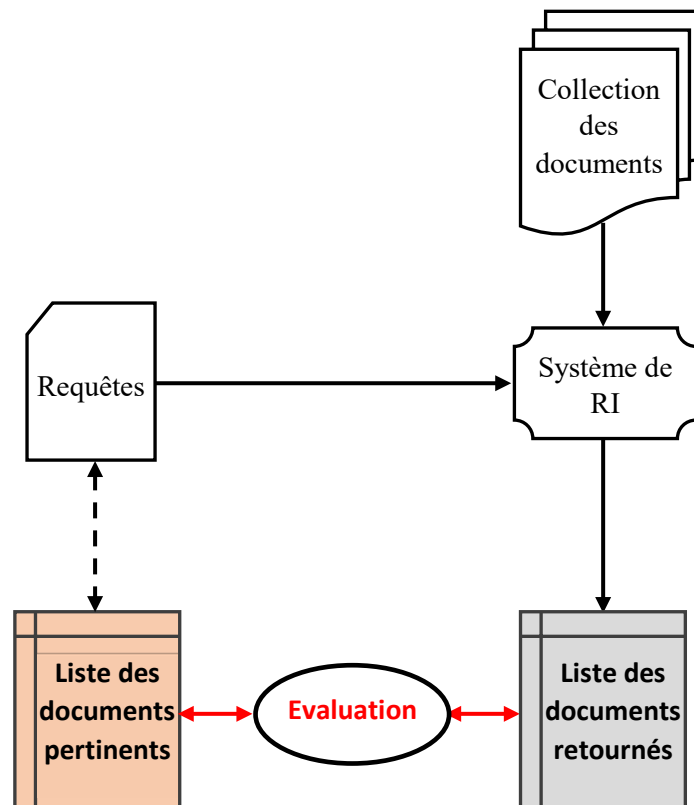 Collection
des
documents
Requêtes
Système de
RI
Liste des
documents
pertinents
Evaluation
Liste des
documents
retournés